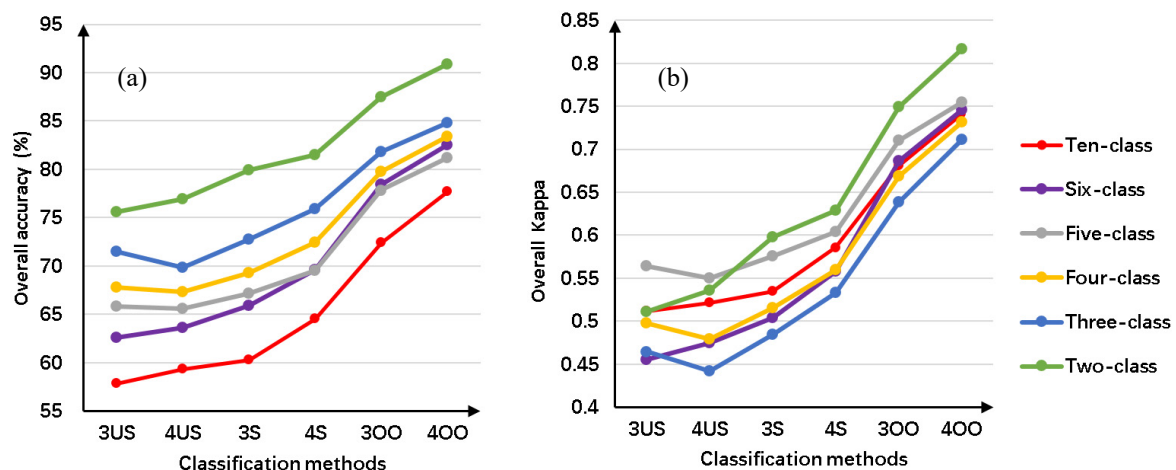 (a)
Overall accuracy (%)
95
90
85
80
75
70
65
60
55
3US 4US 3S 4S 3OO 4OO
Classification methods
(b)
Overall Kappa
0.85
0.8
0.75
0.7
0.65
0.6
0.55
0.5
0.45
0.4
3US 4US 3S 4S 3OO 4OO
Classification methods
Ten-class
Six-class
Five-class
Four-class
Three-class
Two-class